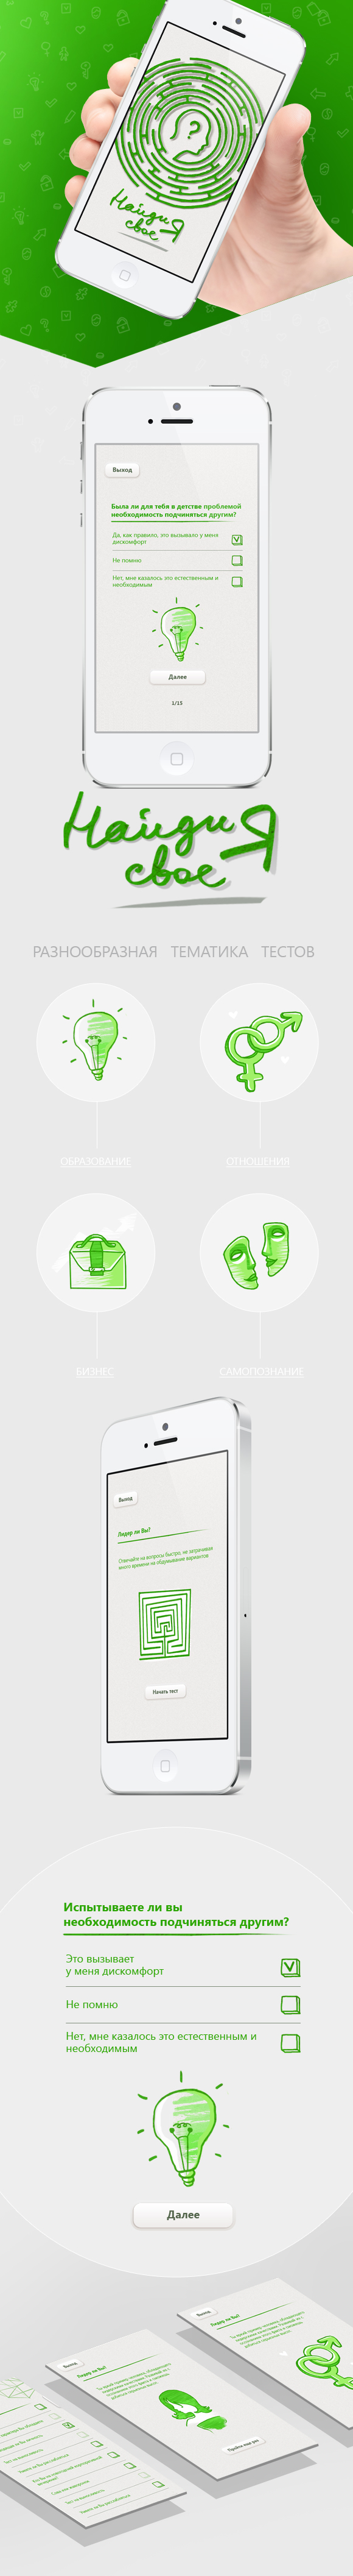 Найди
свое Я
Выход
Была ли для тебя в детстве проблемой
необходимость подчиняться другим?
Да, как правило, это вызывало у меня
дискомфорт
Не помню
Нет, мне казалось это естественным и
необходимым
Далее
1/15
Найди Я
свое
РАЗНООБРАЗНАЯ ТЕМАТИКА ТЕСТОВ
ОБРАЗОВАНИЕ
ОТНОШЕНИЯ
БИЗНЕС
САМОПОЗНАНИЕ
Выход
Лидер ли Вы?
Отвечайте на вопросы быстро, не затрачивая
много времени на обдумывание вариантов
Начать тест
Испытываете ли вы
необходимость подчиняться другим?
Это вызывает
у меня дискомфорт
Не помню
Нет, мне казалось это естественным и
необходимым
Далее
Выход
Лидер ли Вы?
Выход
Лидер ли Вы?